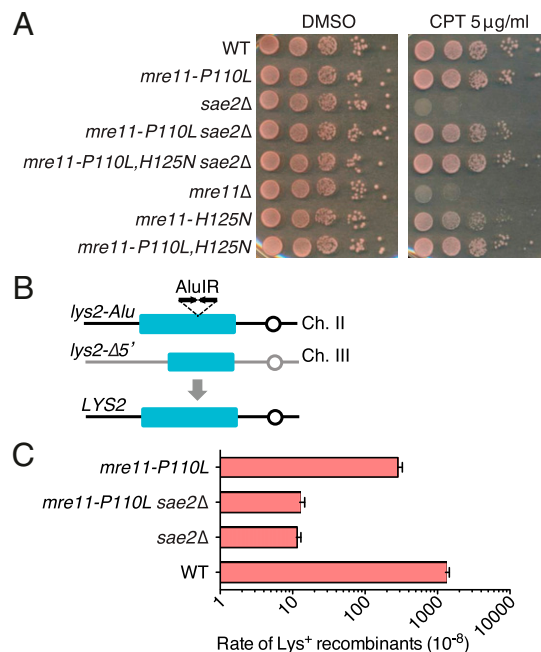 A
DMSO
CPT 5 µg/ml
WT
mre11-P110L
sae2Δ
mre11-P110L sae2Δ
mre11-P110L,H125N sae2Δ
mre11Δ
mre11-H125N
mre11-P110L,H125N
B
AluIR
lys2-Alu
Ch. II
lys2-Δ5'
Ch. III
LYS2
C
mre11-P110L
mre11-P110L sae2Δ
sae2Δ
WT
1
10
100
1000
10000
Rate of Lys⁺ recombinants (10⁻⁸)